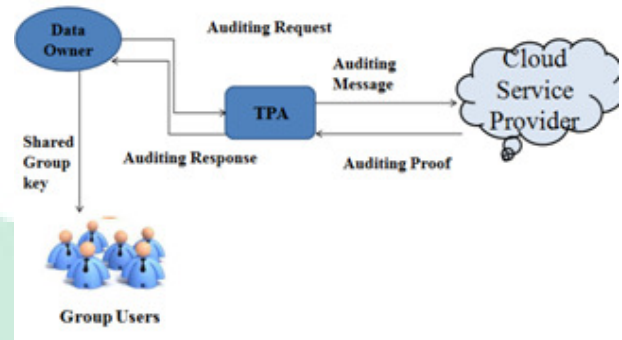 Data
Owner
Auditing Request
Auditing
Message
Cloud
Service
Provider
TPA
Shared
Group
key
Auditing Response
Auditing Proof
Group Users